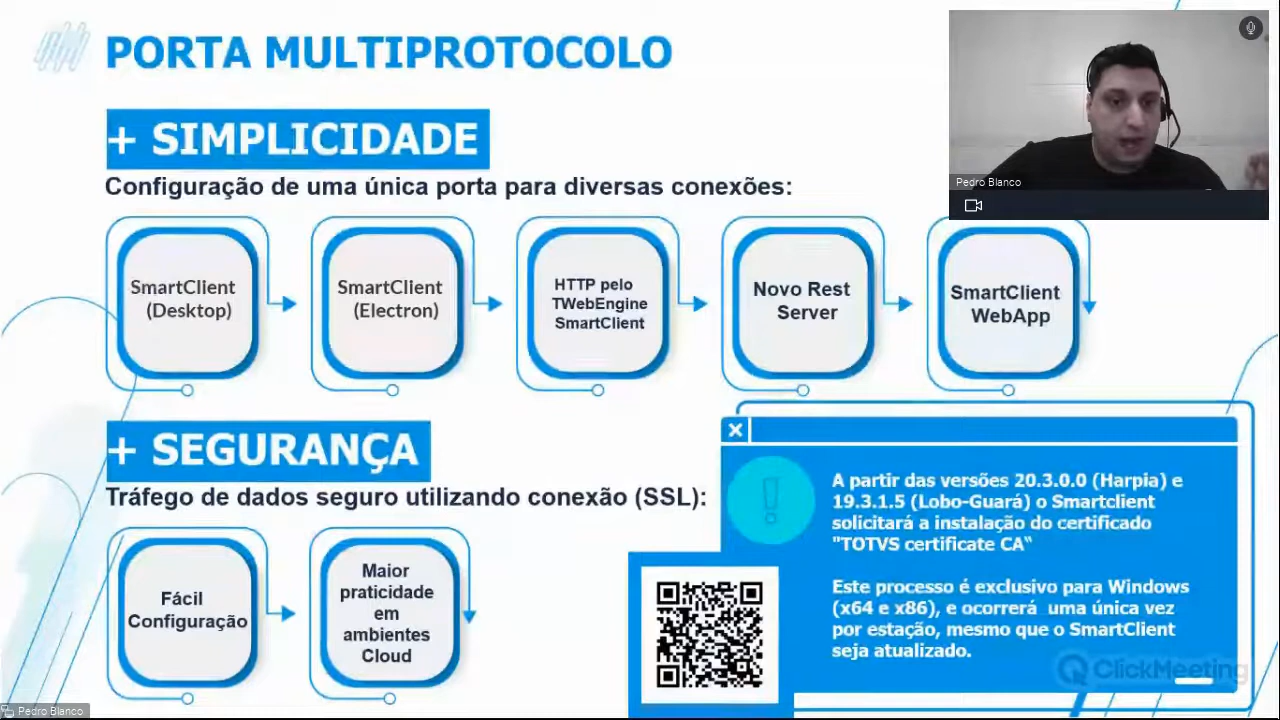 PORTA MULTIPROTOCOLO
+ SIMPLICIDADE
Configuração de uma única porta para diversas conexões:
SmartClient
(Desktop)
SmartClient
(Electron)
HTTP pelo
TWebEngine
SmartClient
Novo Rest
Server
SmartClient
WebApp
Pedro Blanco
+ SEGURANÇA
Tráfego de dados seguro utilizando conexão (SSL):
Fácil
Configuração
Maior
praticidade
em
ambientes
Cloud
A partir das versões 20.3.0.0 (Harpia) e
19.3.1.5 (Lobo-Guará) o Smartclient
solicitará a instalação do certificado
"TOTVS certificate CA"
Este processo é exclusivo para Windows
(x64 e x86), e ocorrerá uma única vez
por estação, mesmo que o SmartClient
seja atualizado.
ClickMeeting
Pedro Blanco